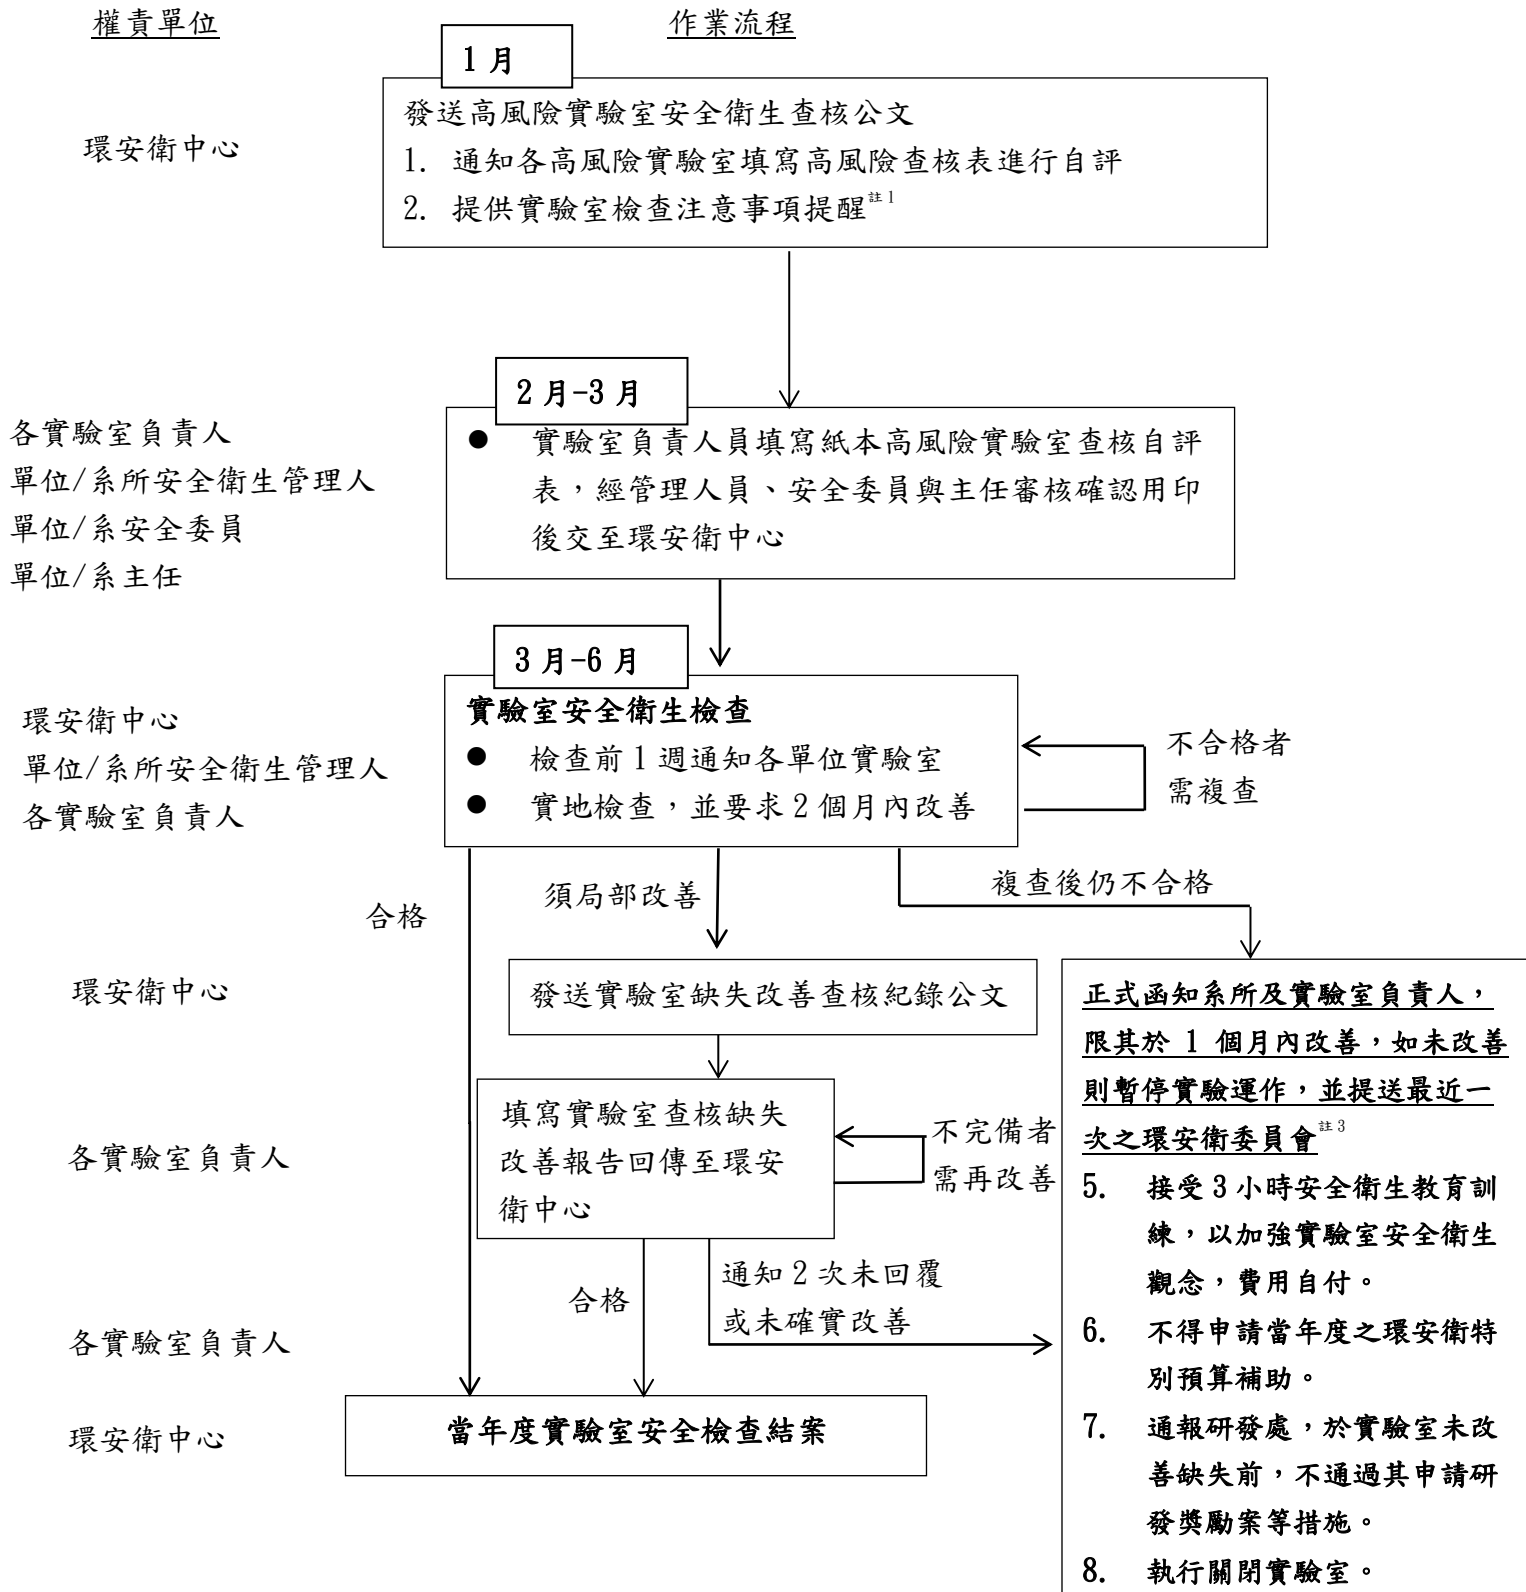 權責單位
作業流程
1 月
環安衛中心
發送高風險實驗室安全衛生查核公文
1. 通知各高風險實驗室填寫高風險查核表進行自評
2. 提供實驗室檢查注意事項提醒註1
2 月-3 月
各實驗室負責人
單位/系所安全衛生管理人
單位/系安全委員
單位/系主任
● 實驗室負責人員填寫紙本高風險實驗室查核自評
表，經管理人員、安全委員與主任審核確認用印
後交至環安衛中心
3 月-6 月
環安衛中心
單位/系所安全衛生管理人
各實驗室負責人
實驗室安全衛生檢查
● 檢查前1週通知各單位實驗室
● 實地檢查，並要求2個月內改善
不合格者
需複查
合格
須局部改善
複查後仍不合格
環安衛中心
發送實驗室缺失改善查核紀錄公文
各實驗室負責人
填寫實驗室查核缺失
改善報告回傳至環安
衛中心
不完備者
需再改善
合格
通知2次未回覆
或未確實改善
各實驗室負責人
環安衛中心
當年度實驗室安全檢查結案
正式函知系所及實驗室負責人，
限其於 1 個月內改善，如未改善
則暫停實驗運作，並提送最近一
次之環安衛委員會註3
5. 接受3小時安全衛生教育訓
練，以加強實驗室安全衛生
觀念，費用自付。
6. 不得申請當年度之環安衛特
別預算補助。
7. 通報研發處，於實驗室未改
善缺失前，不通過其申請研
發獎勵案等措施。
8. 執行關閉實驗室。